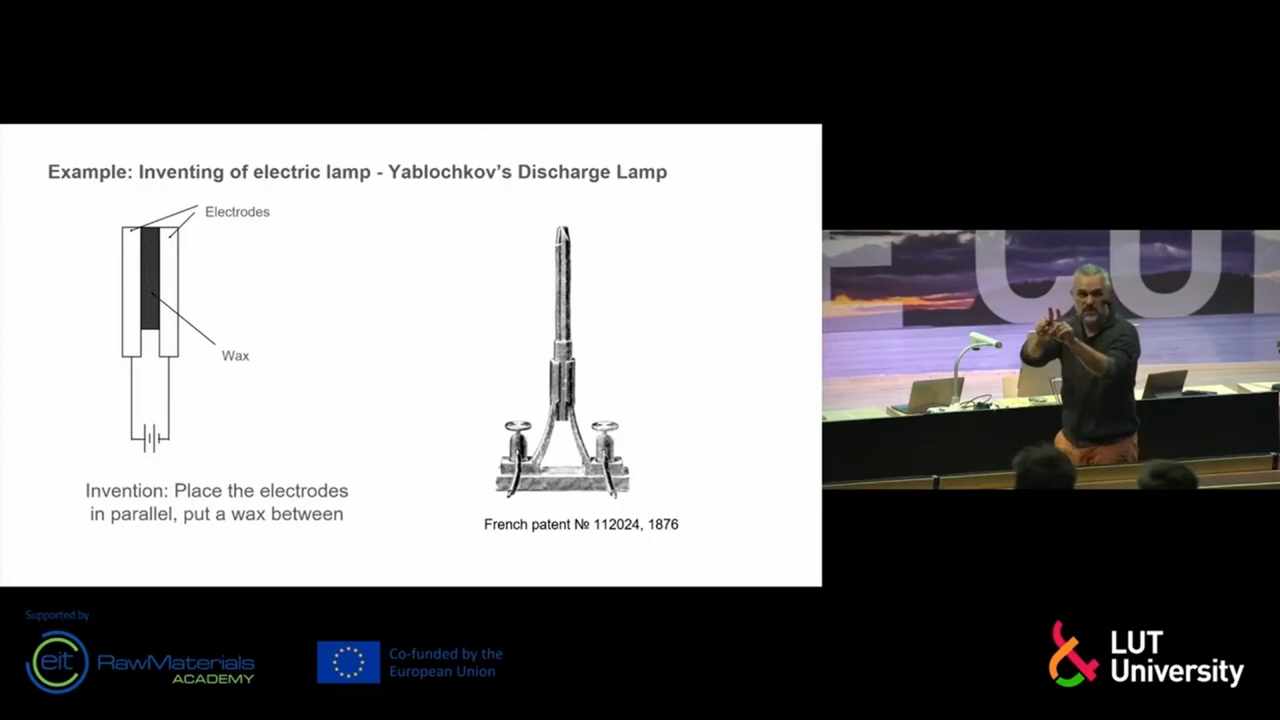 Example: Inventing of electric lamp - Yablochkov’s Discharge Lamp
Electrodes
Wax
Invention: Place the electrodes
in parallel, put a wax between
French patent № 112024, 1876
Supported by
eit RawMaterials
ACADEMY
Co-funded by the
European Union
LUT
University